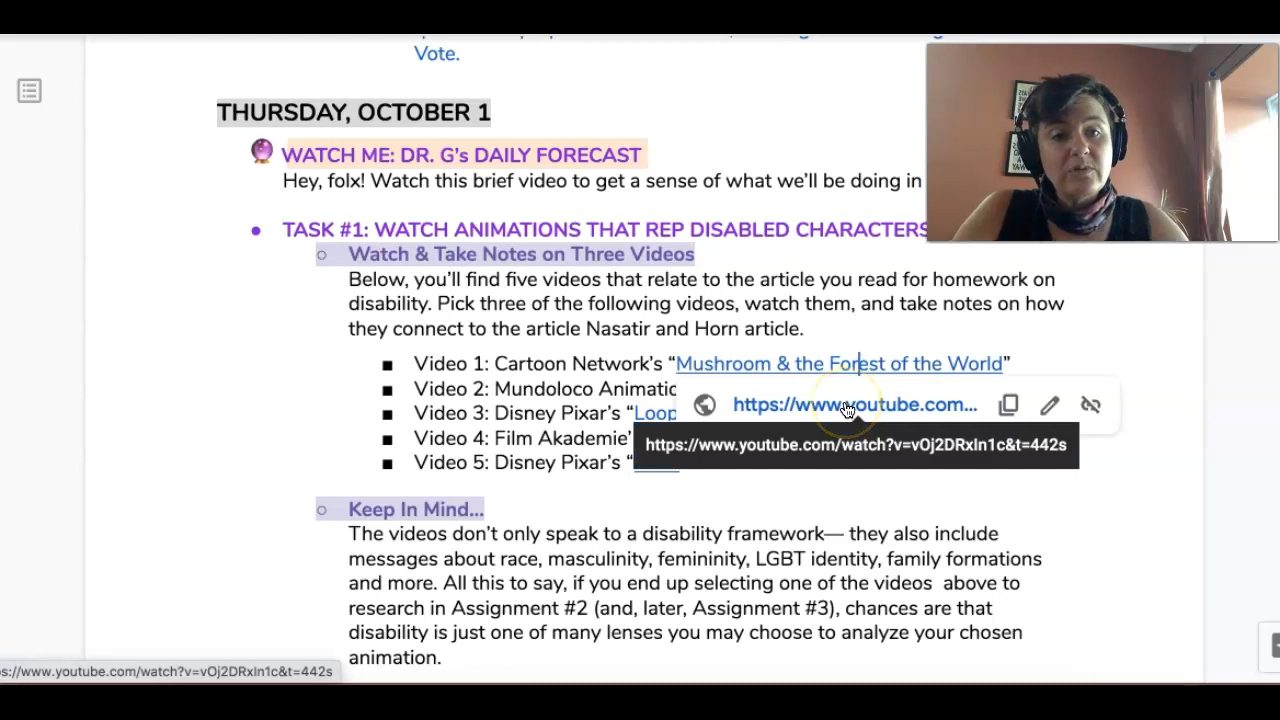 Vote.
THURSDAY, OCTOBER 1
WATCH ME: DR. G's DAILY FORECAST
Hey, folx! Watch this brief video to get a sense of what we'll be doing in
TASK #1: WATCH ANIMATIONS THAT REP DISABLED CHARACTERS
Watch & Take Notes on Three Videos
Below, you'll find five videos that relate to the article you read for homework on
disability. Pick three of the following videos, watch them, and take notes on how
they connect to the article Nasatir and Horn article.
Video 1: Cartoon Network's “Mushroom & the Forest of the World”
Video 2: Mundoloco Animatio
https://www.youtube.com...
Video 3: Disney Pixar's “Loop
Video 4: Film Akademie'
https://www.youtube.com/watch?v=vOj2DRxIn1c&t=442s
Video 5: Disney Pixar's “
Keep In Mind...
The videos don't only speak to a disability framework— they also include
messages about race, masculinity, femininity, LGBT identity, family formations
and more. All this to say, if you end up selecting one of the videos above to
research in Assignment #2 (and, later, Assignment #3), chances are that
disability is just one of many lenses you may choose to analyze your chosen
animation.
ps://www.youtube.com/watch?v=vOj2DRxIn1c&t=442s